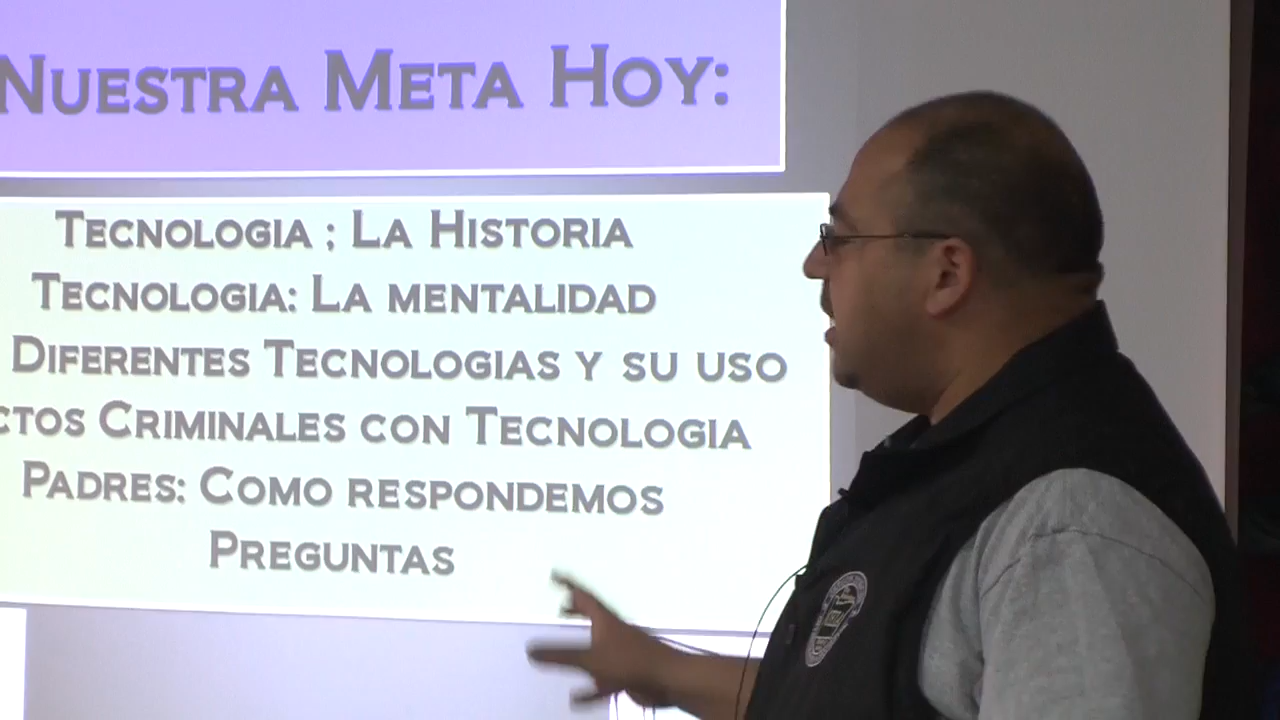 NUESTRA META HOY:
TECNOLOGIA ; LA HISTORIA
TECNOLOGIA: LA MENTALIDAD
DIFERENTES TECNOLOGIAS Y SU USO
CRIMINALES CON TECNOLOGIA
PADRES: COMO RESPONDEMOS
PREGUNTAS